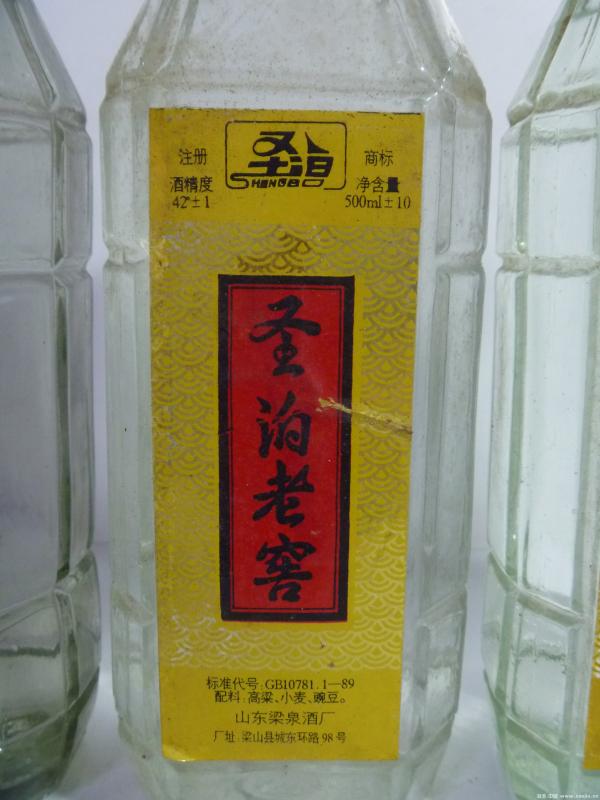 注册 圣泊 商标
SHENGBO
酒精度 净含量
42°±1 500ml±10
圣泊老窖
标准代号:GB10781.1—89
配料:高粱、小麦、豌豆。
山东梁泉酒厂
厂址:梁山县城东环路98号